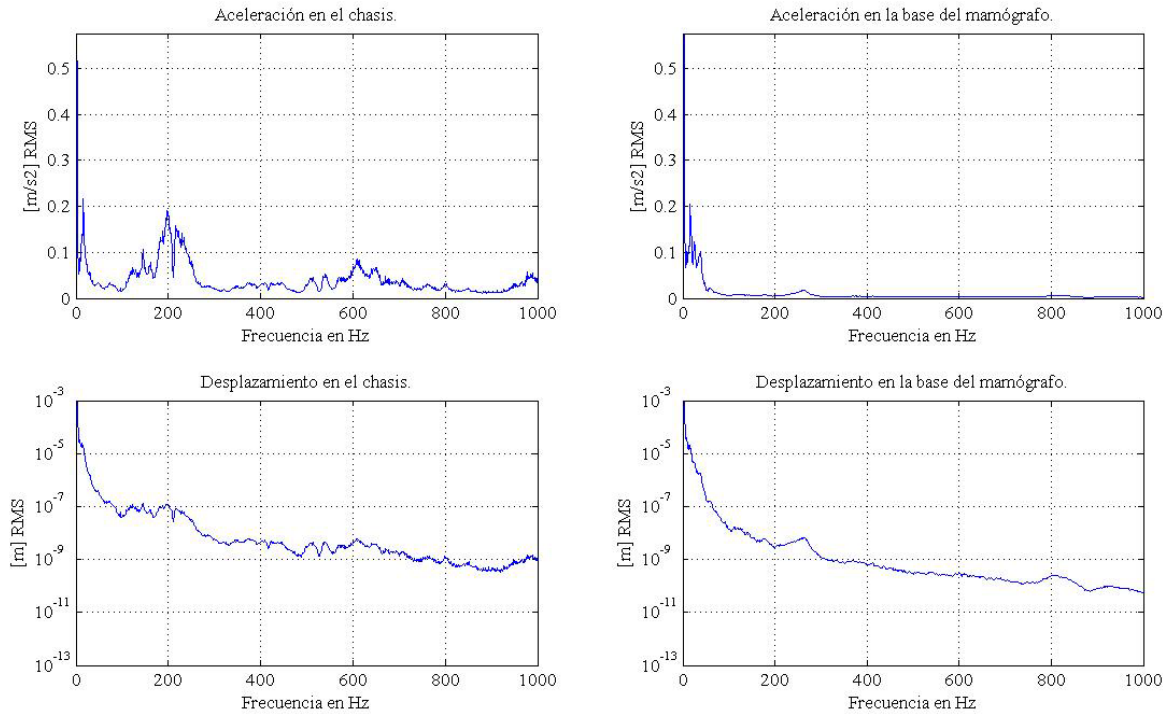 Aceleración en el chasis.
0.5
0.4
0.3
0.2
0.1
0
[m/s2] RMS
0 200 400 600 800 1000
Frecuencia en Hz
Aceleración en la base del mamógrafo.
0.5
0.4
0.3
0.2
0.1
0
[m/s2] RMS
0 200 400 600 800 1000
Frecuencia en Hz
Desplazamiento en el chasis.
10^-3
10^-5
10^-7
10^-9
10^-11
10^-13
[m] RMS
0 200 400 600 800 1000
Frecuencia en Hz
Desplazamiento en la base del mamógrafo.
10^-3
10^-5
10^-7
10^-9
10^-11
10^-13
[m] RMS
0 200 400 600 800 1000
Frecuencia en Hz